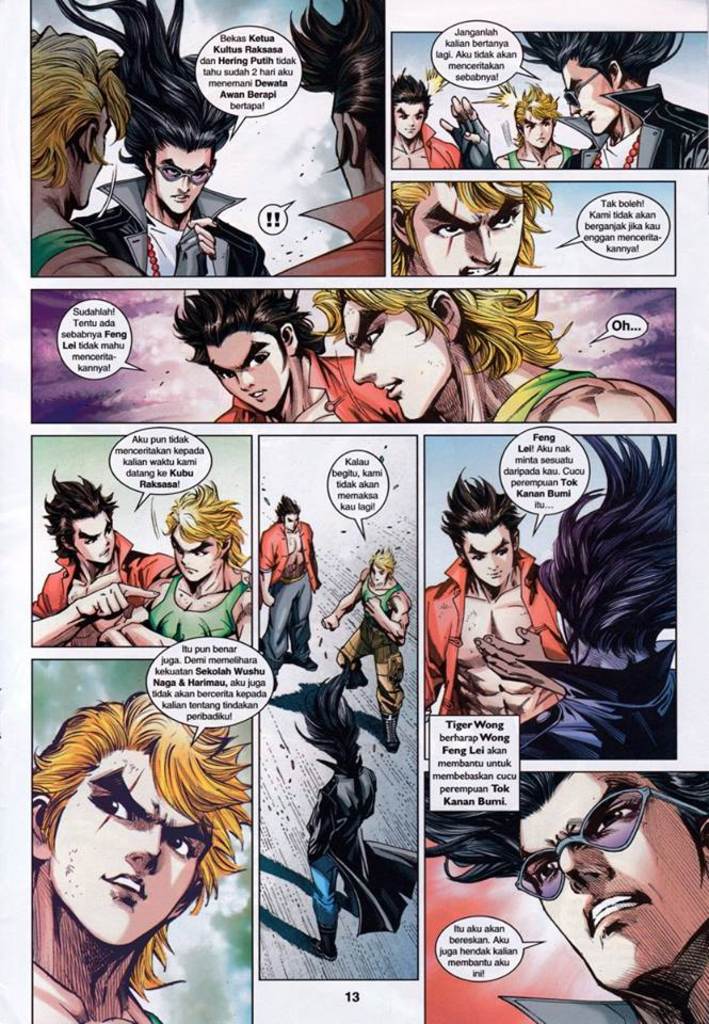 Bekas Ketua
Kultus Raksasa
dan Hering Putih tidak
tahu sudah 2 hari aku
menemani Dewata
Awan Berapi
bertapa!
!!
Janganlah
kalian bertanya
lagi. Aku tidak akan
menceritakan
sebabnya!
Tak boleh!
Kami tidak akan
berganjak jika kau
enggan mencerita-
kannya!
Sudahlah!
Tentu ada
sebabnya Feng
Lei tidak mahu
mencerita-
kannya!
Oh...
Aku pun tidak
menceritakan kepada
kalian waktu kami
datang ke Kubu
Raksasa!
Itu pun benar
juga. Demi memelihara
kekuatan Sekolah Wushu
Naga & Harimau, aku juga
tidak akan bercerita kepada
kalian tentang tindakan
peribadiku!
Kalau
begitu, kami
tidak akan
memaksa
kau lagi!
Feng
Lei! Aku nak
minta sesuatu
daripada kau. Cucu
perempuan Tok
Kanan Bumi
itu...
Tiger Wong
berharap Wong
Feng Lei akan
membantu untuk
membebaskan cucu
perempuan Tok
Kanan Bumi.
Itu aku akan
bereskan. Aku
juga hendak kalian
membantu aku
ini!
13